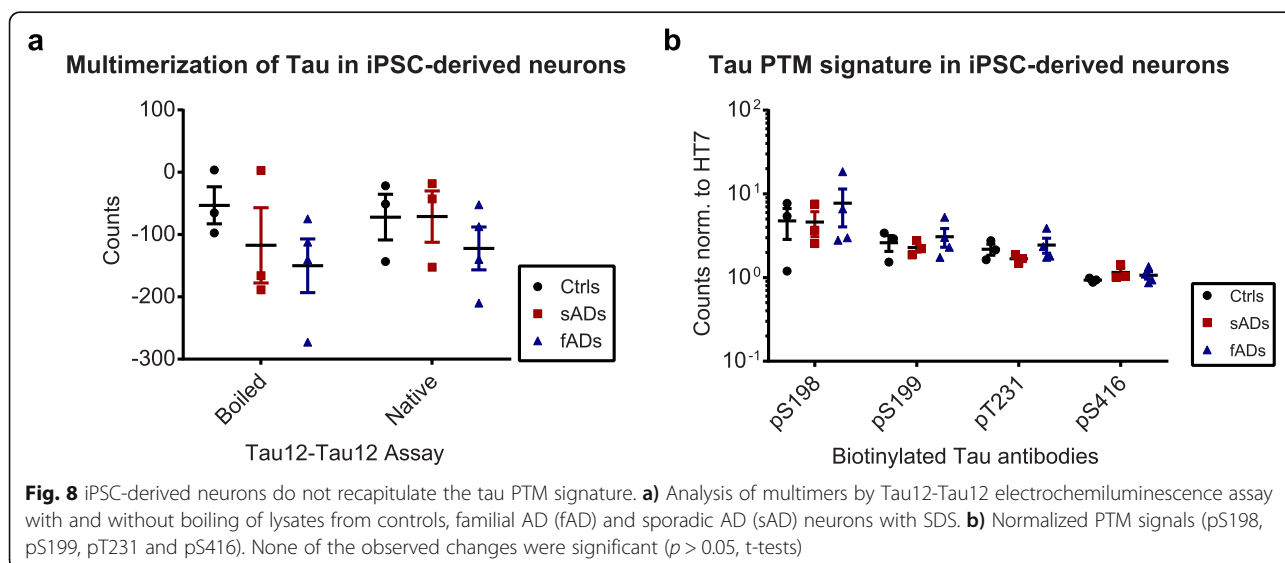 a
Multimerization of Tau in iPSC-derived neurons
100
0
-100
-200
-300
Counts
Boiled
Native
Tau12-Tau12 Assay
Ctrls
sADs
fADs
b
Tau PTM signature in iPSC-derived neurons
10²
10¹
10⁰
10⁻¹
Counts norm. to HT7
pS198
pS199
pT231
pS416
Biotinylated Tau antibodies
Ctrls
sADs
fADs
Fig. 8 iPSC-derived neurons do not recapitulate the tau PTM signature. a) Analysis of multimers by Tau12-Tau12 electrochemiluminescence assay
with and without boiling of lysates from controls, familial AD (fAD) and sporadic AD (sAD) neurons with SDS. b) Normalized PTM signals (pS198,
pS199, pT231 and pS416). None of the observed changes were significant (p > 0.05, t-tests)